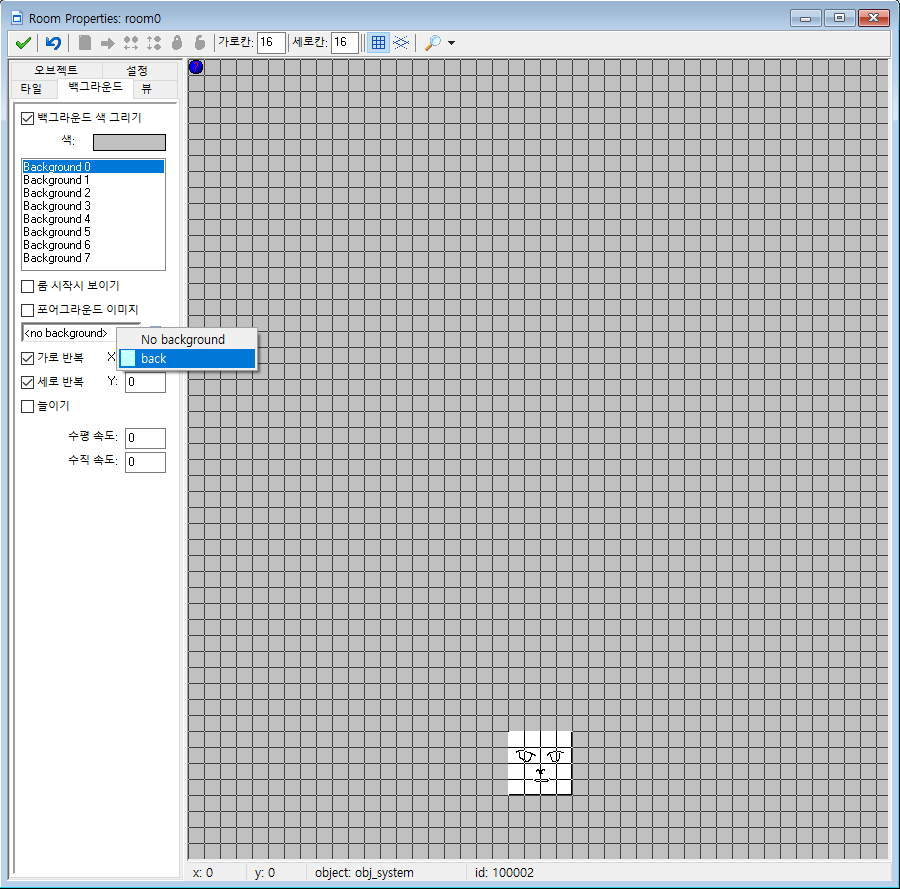 Room Properties: room0
가로칸: 16 세로칸: 16
오브젝트 설정
타일 백그라운드 뷰
백그라운드 색 그리기
색:
Background 0
Background 1
Background 2
Background 3
Background 4
Background 5
Background 6
Background 7
룸 시작시 보이기
포어그라운드 이미지
<no background>
No background
back
가로 반복 X
세로 반복 Y: 0
늘이기
수평 속도: 0
수직 속도: 0
x: 0 y: 0 object: obj_system id: 100002